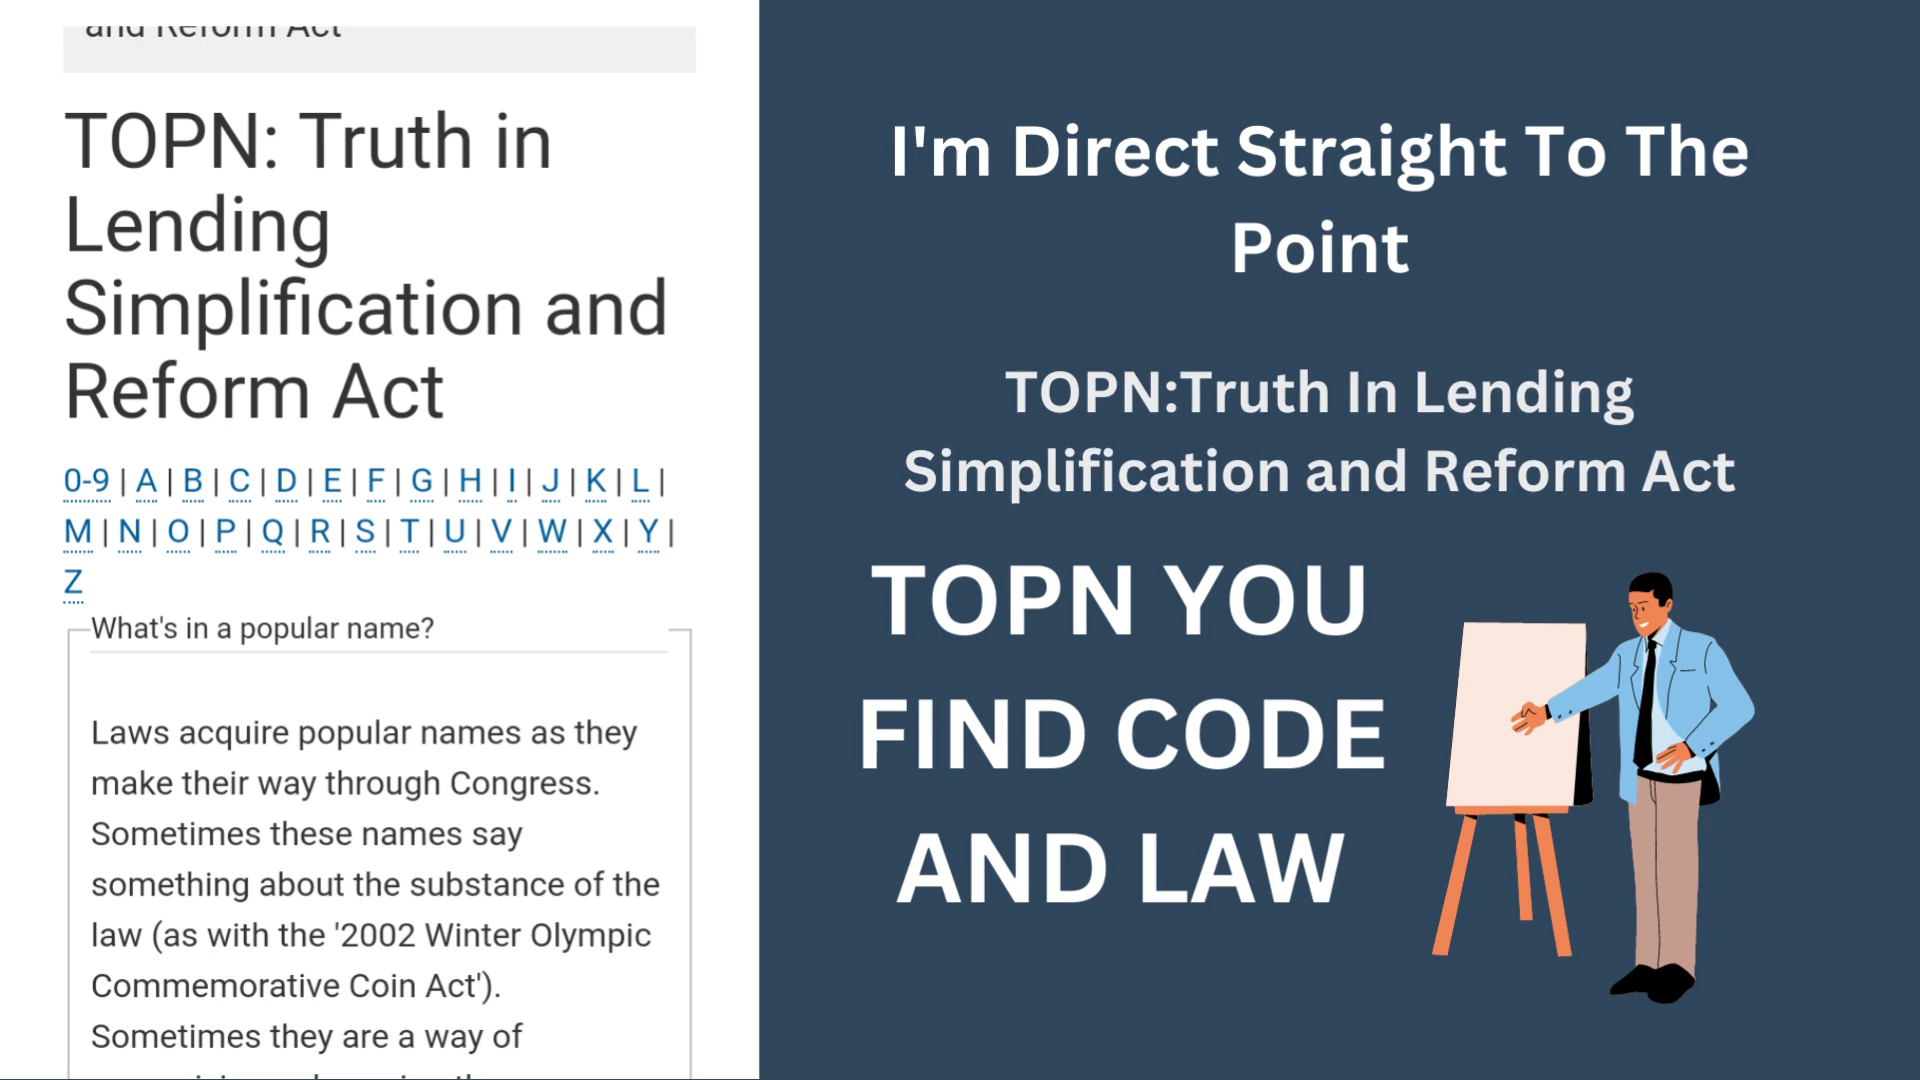 and Reform Act
TOPN: Truth in
Lending
Simplification and
Reform Act
0-9 | A | B | C | D | E | F | G | H | I | J | K | L |
M | N | O | P | Q | R | S | T | U | V | W | X | Y |
Z
What's in a popular name?
Laws acquire popular names as they
make their way through Congress.
Sometimes these names say
something about the substance of the
law (as with the '2002 Winter Olympic
Commemorative Coin Act').
Sometimes they are a way of
I'm Direct Straight To The
Point
TOPN:Truth In Lending
Simplification and Reform Act
TOPN YOU
FIND CODE
AND LAW